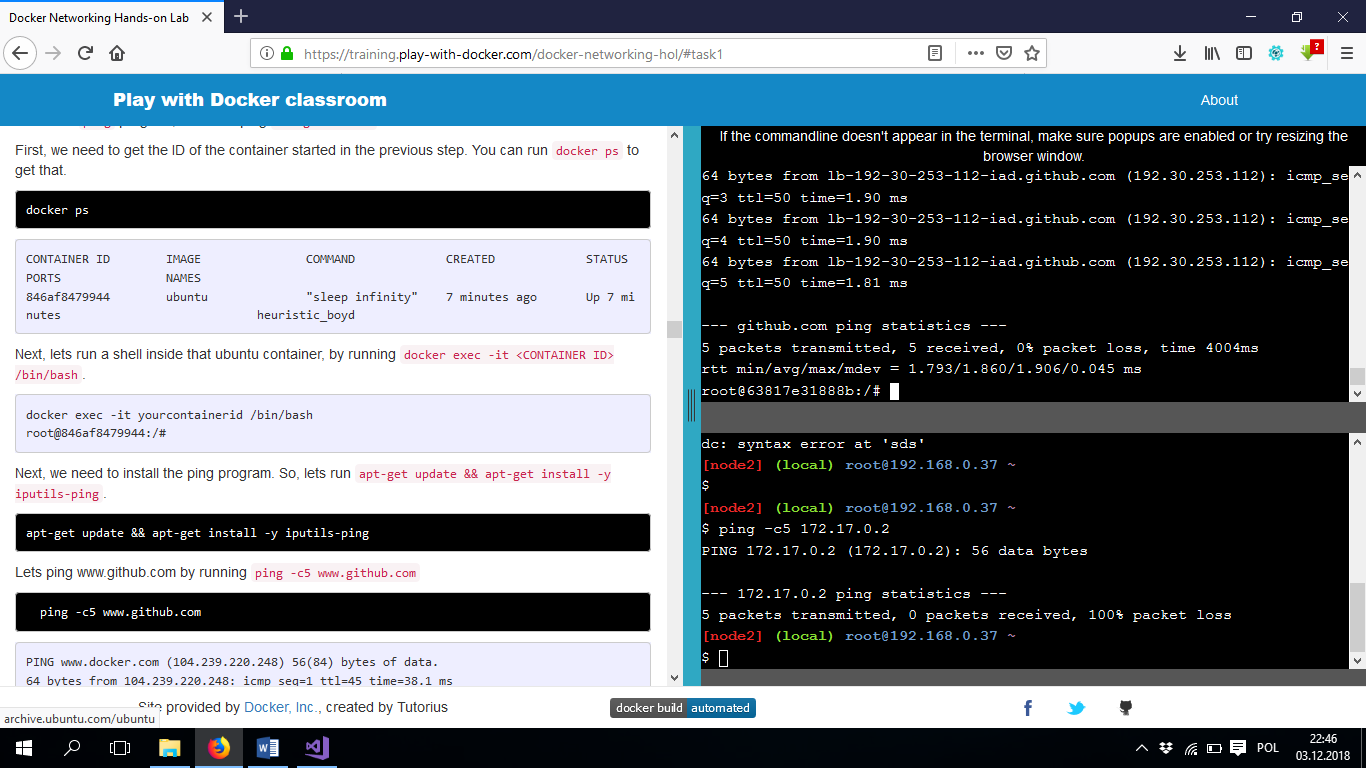 Docker Networking Hands-on Lab
https://training.play-with-docker.com/docker-networking-hol/#task1
Play with Docker classroom
About
First, we need to get the ID of the container started in the previous step. You can run docker ps to
get that.
docker ps
CONTAINER ID IMAGE COMMAND CREATED STATUS
PORTS NAMES
846af8479944 ubuntu "sleep infinity" 7 minutes ago Up 7 mi
nutes heuristic_boyd
Next, lets run a shell inside that ubuntu container, by running docker exec -it <CONTAINER ID>
/bin/bash.
docker exec -it yourcontainerid /bin/bash
root@846af8479944:/#
Next, we need to install the ping program. So, lets run apt-get update && apt-get install -y
iputils-ping.
apt-get update && apt-get install -y iputils-ping
Lets ping www.github.com by running ping -c5 www.github.com
ping -c5 www.github.com
PING www.docker.com (104.239.220.248) 56(84) bytes of data.
64 bytes from 104.239.220.248: icmp_seq=1 ttl=45 time=38.1 ms
If the commandline doesn't appear in the terminal, make sure popups are enabled or try resizing the
browser window.
64 bytes from lb-192-30-253-112-iad.github.com (192.30.253.112): icmp_se
q=3 ttl=50 time=1.90 ms
64 bytes from lb-192-30-253-112-iad.github.com (192.30.253.112): icmp_se
q=4 ttl=50 time=1.90 ms
64 bytes from lb-192-30-253-112-iad.github.com (192.30.253.112): icmp_se
q=5 ttl=50 time=1.81 ms
--- github.com ping statistics ---
5 packets transmitted, 5 received, 0% packet loss, time 4004ms
rtt min/avg/max/mdev = 1.793/1.860/1.906/0.045 ms
root@63817e31888b:/#
dc: syntax error at 'sds'
[node2] (local) root@192.168.0.37 ~
$
[node2] (local) root@192.168.0.37 ~
$ ping -c5 172.17.0.2
PING 172.17.0.2 (172.17.0.2): 56 data bytes
--- 172.17.0.2 ping statistics ---
5 packets transmitted, 0 packets received, 100% packet loss
[node2] (local) root@192.168.0.37 ~
$
Site provided by Docker, Inc., created by Tutorius
docker build automated
archive.ubuntu.com/ubuntu
POL
22:46
03.12.2018